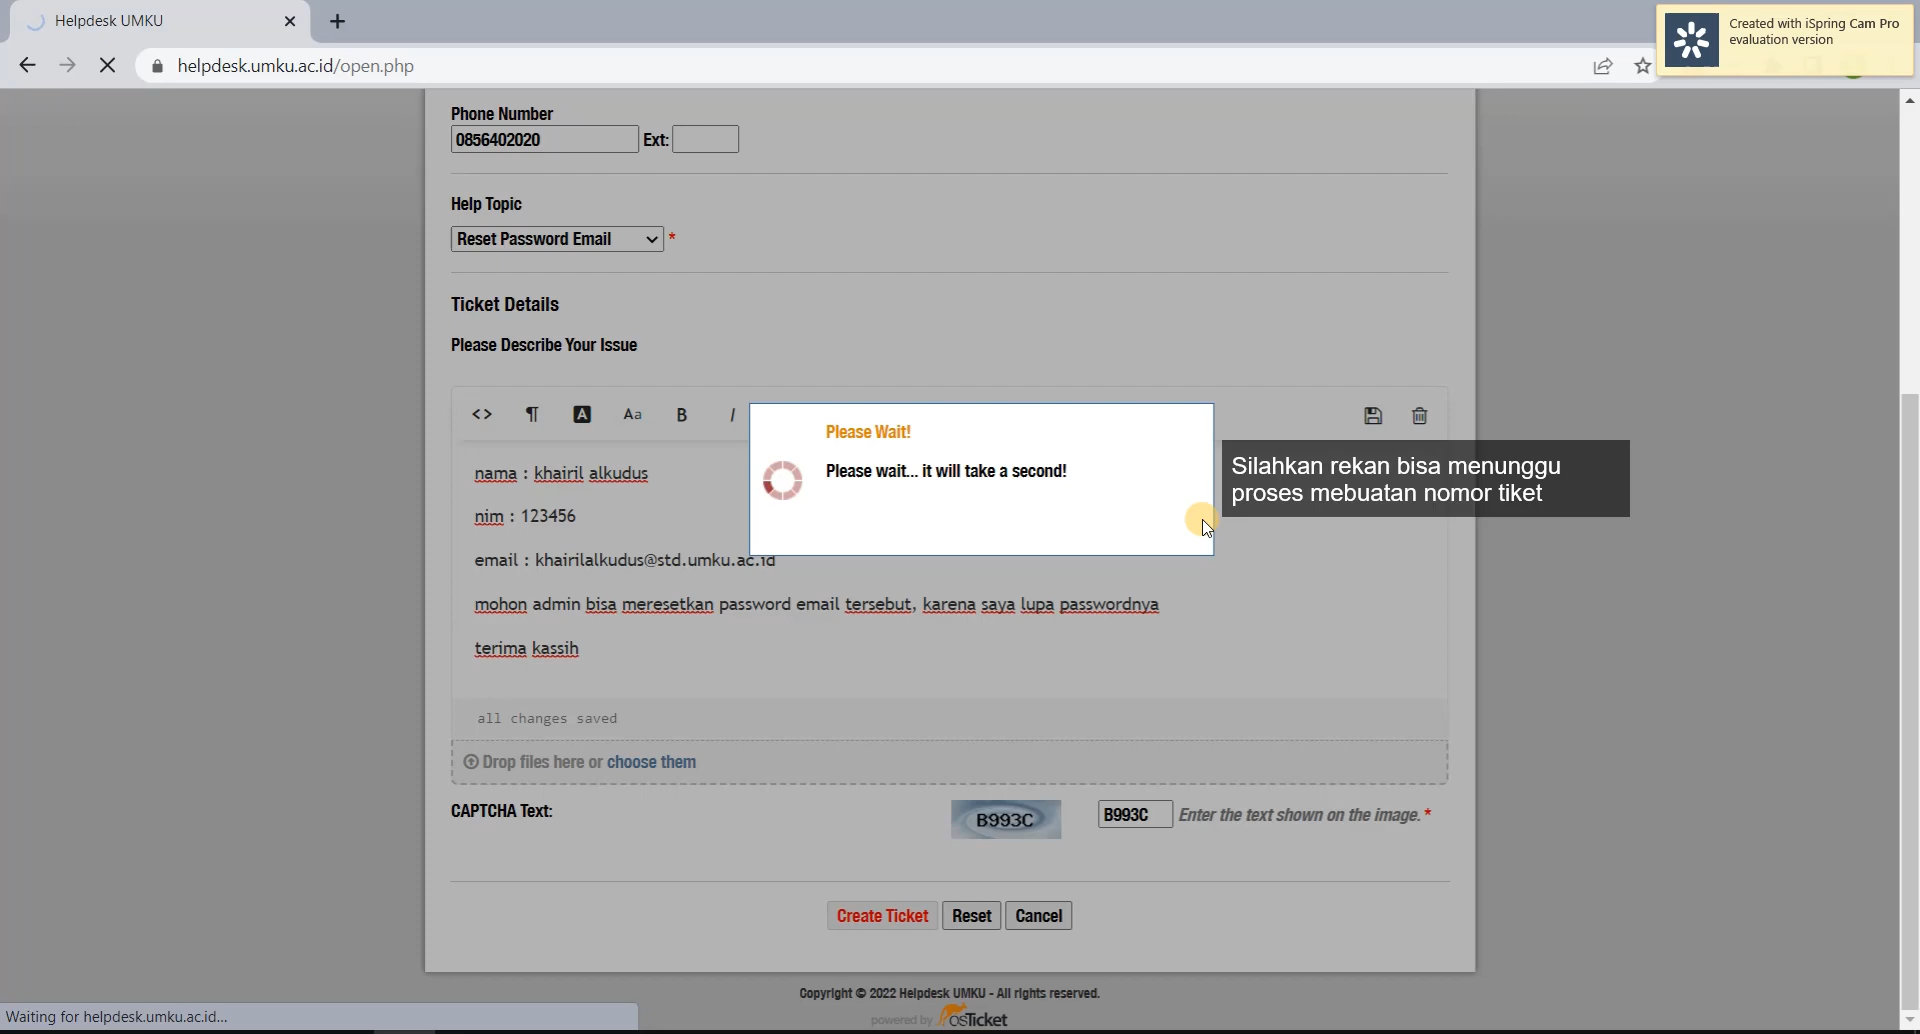 Helpdesk UMKU
Created with iSpring Cam Pro
evaluation version
helpdesk.umku.ac.id/open.php
Phone Number
0856402020 Ext:
Help Topic
Reset Password Email *
Ticket Details
Please Describe Your Issue
<> ¶ A Aa B I
Please Wait!
Please wait... it will take a second!
Silahkan rekan bisa menunggu
proses mebuatan nomor tiket
nama : khairil alkudus
nim : 123456
email : khairilalkudus@std.umku.ac.id
mohon admin bisa meresetkan password email tersebut, karena saya lupa passwordnya
terima kassih
all changes saved
Drop files here or choose them
CAPTCHA Text: B993C B993C Enter the text shown on the image. *
Create Ticket Reset Cancel
Copyright © 2022 Helpdesk UMKU - All rights reserved.
powered by osTicket
Waiting for helpdesk.umku.ac.id...